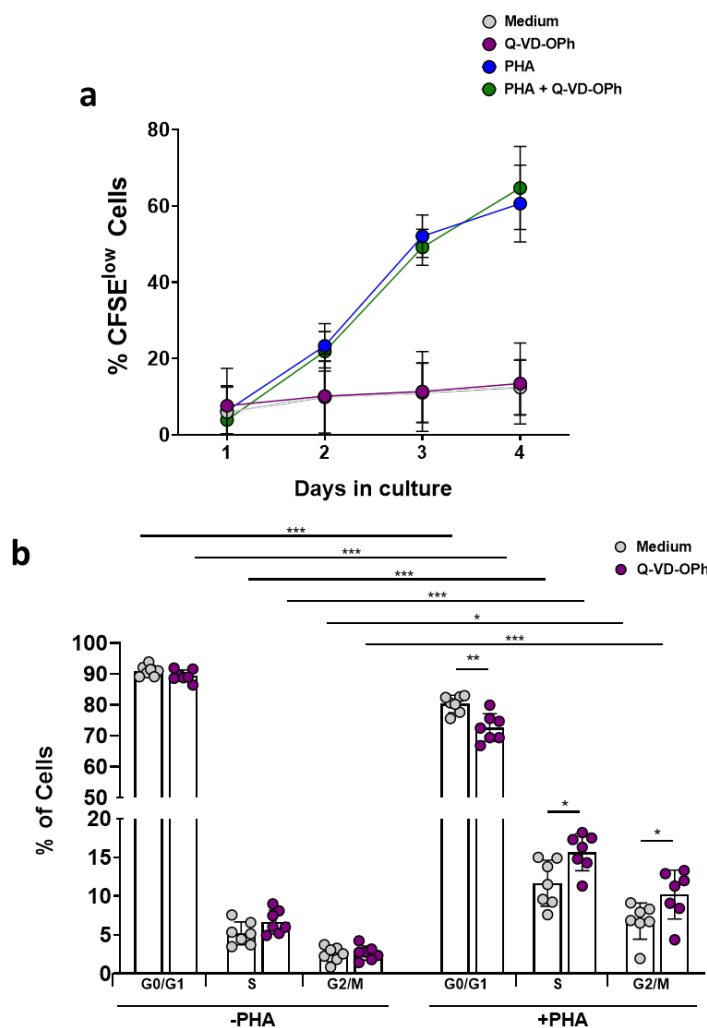 Medium
Q-VD-OPh
PHA
PHA + Q-VD-OPh
a
80
60
40
20
0
% CFSE^low Cells
1 2 3 4
Days in culture
b
***
***
***
***
*
***
Medium
Q-VD-OPh
**
*
*
100
90
80
70
60
50
20
15
10
5
0
% of Cells
G0/G1 S G2/M G0/G1 S G2/M
-PHA +PHA